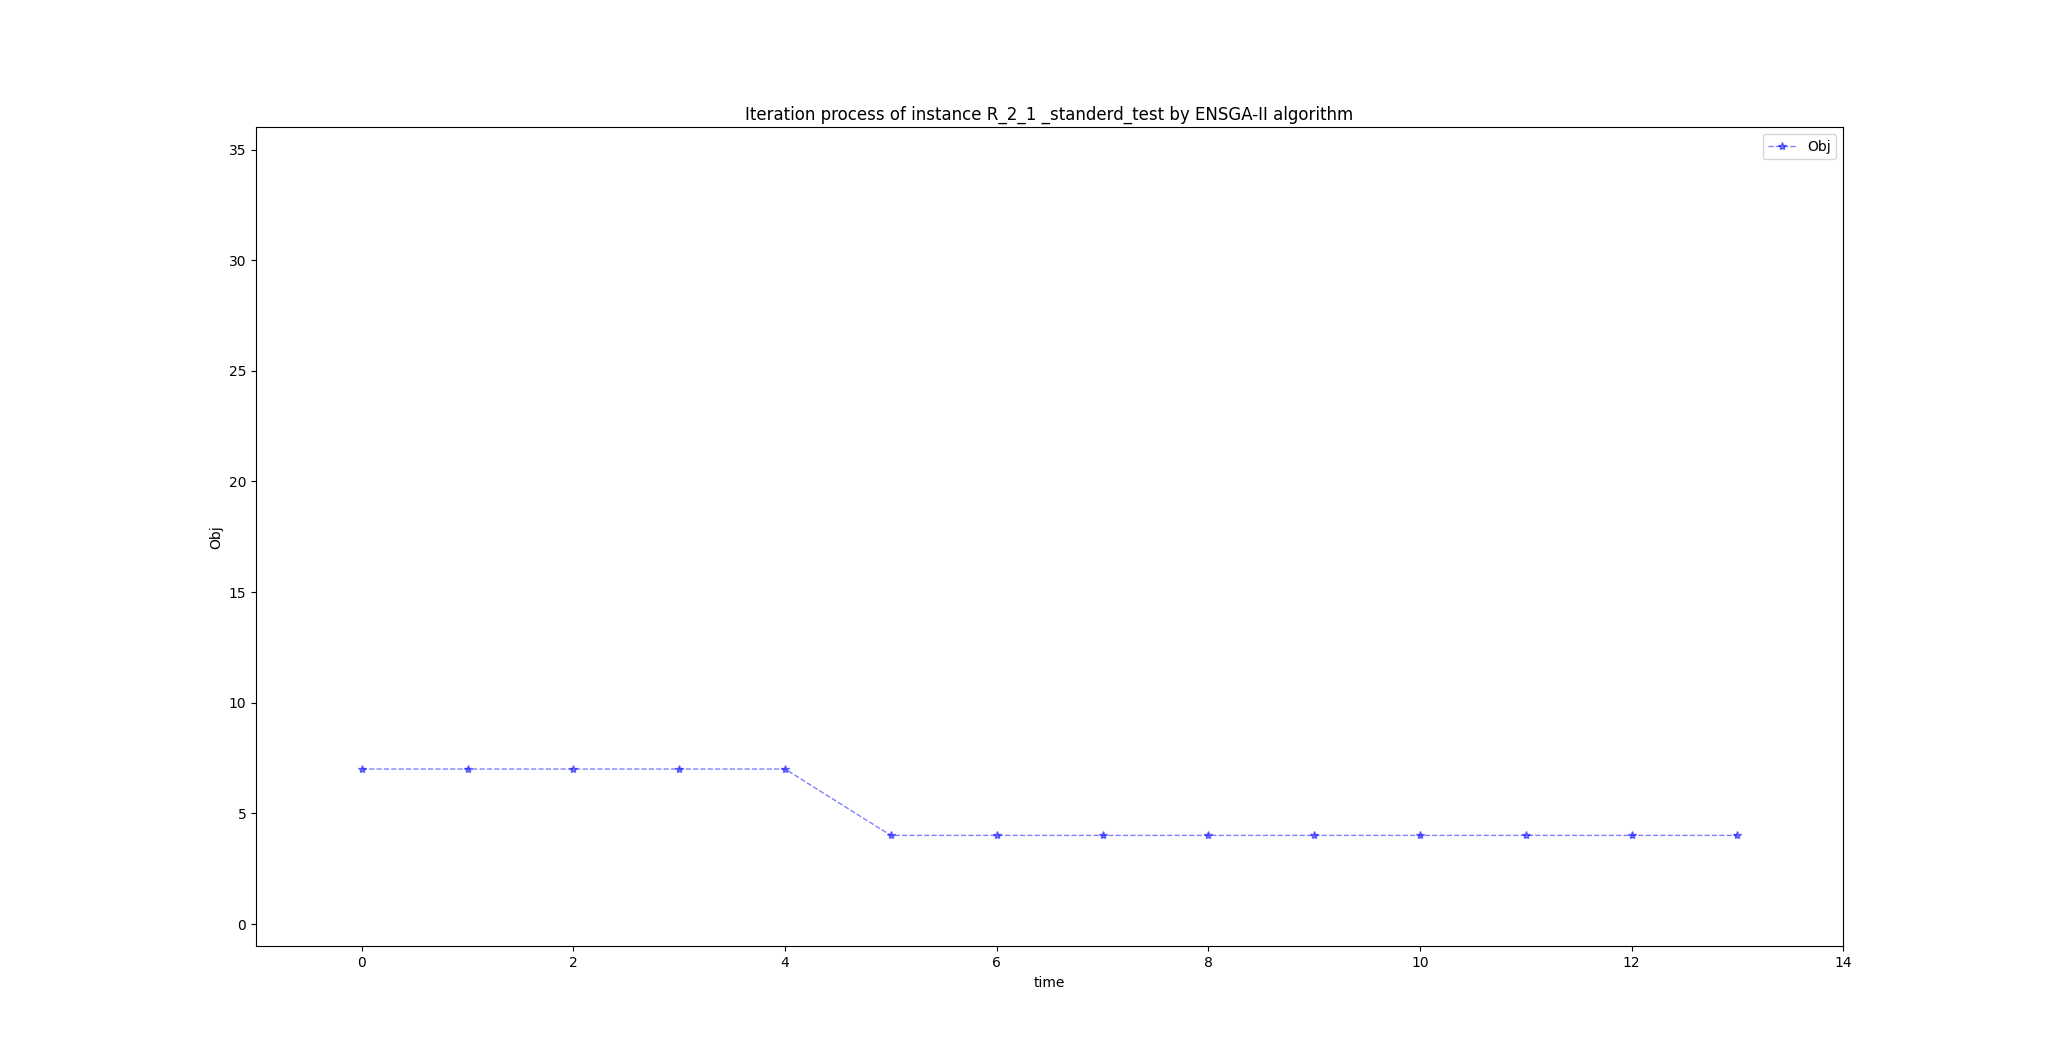 Iteration process of instance R_2_1 _standerd_test by ENSGA-II algorithm
Obj
35
30
25
20
15
10
5
0
Obj
0 2 4 6 8 10 12 14
time